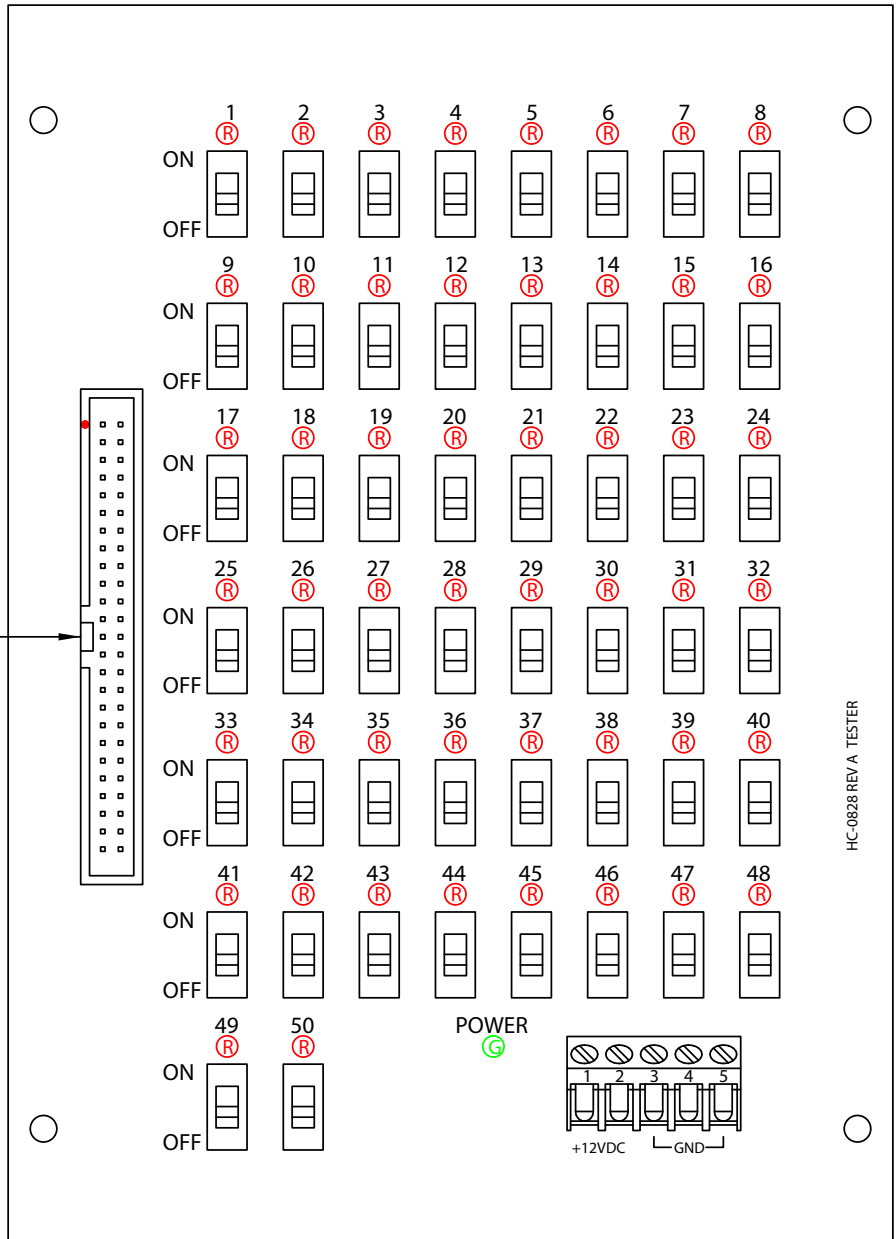 1 2 3 4 5 6 7 8
R R R R R R R R
ON
OFF
9 10 11 12 13 14 15 16
R R R R R R R R
ON
OFF
17 18 19 20 21 22 23 24
R R R R R R R R
ON
OFF
25 26 27 28 29 30 31 32
R R R R R R R R
ON
OFF
33 34 35 36 37 38 39 40
R R R R R R R R
ON
OFF
41 42 43 44 45 46 47 48
R R R R R R R R
ON
OFF
49 50
R R
ON
OFF
POWER
G
1 2 3 4 5
+12VDC GND
HC-0828 REV A TESTER